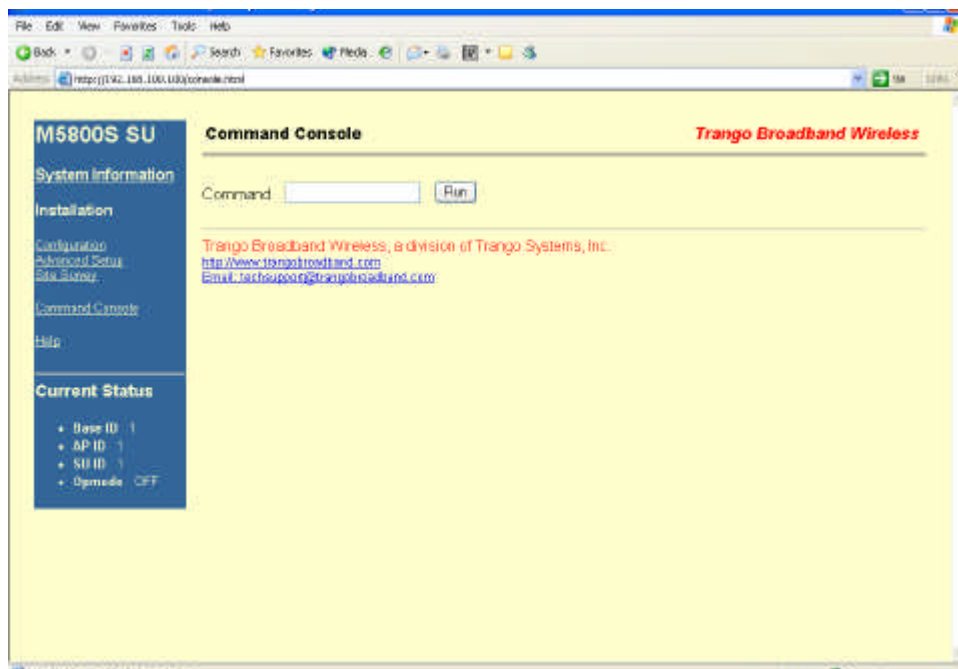 File Edit View Favorites Tools Help
Back Search Favorites Media
M5800S SU
Command Console
Trango Broadband Wireless
System Information
Command
Run
Installation
Configuration
Advanced Setup
Site Survey
Command Console
Help
Trango Broadband Wireless, a division of Trango Systems, Inc.
http://www.trangobroadband.com
Email: techsupport@trangobroadband.com
Current Status
Base ID 1
AP ID 1
SU ID 1
Opmode OFF